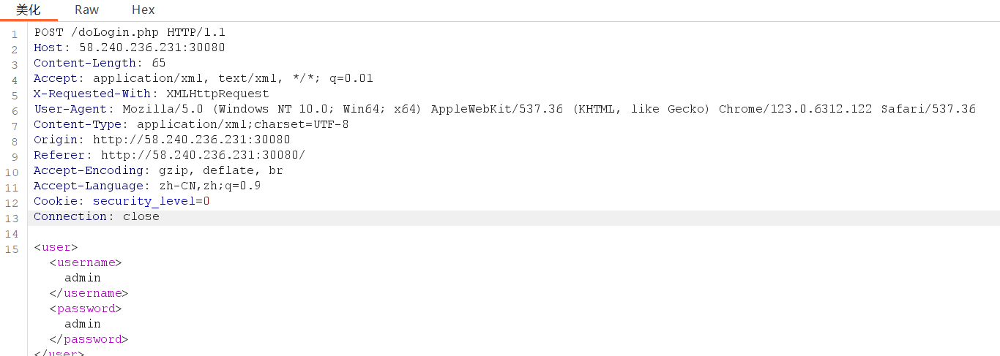 美化 Raw Hex
1 POST /doLogin.php HTTP/1.1
2 Host: 58.240.236.231:30080
3 Content-Length: 65
4 Accept: application/xml, text/xml, */*; q=0.01
5 X-Requested-With: XMLHttpRequest
6 User-Agent: Mozilla/5.0 (Windows NT 10.0; Win64; x64) AppleWebKit/537.36 (KHTML, like Gecko) Chrome/123.0.6312.122 Safari/537.36
7 Content-Type: application/xml;charset=UTF-8
8 Origin: http://58.240.236.231:30080
9 Referer: http://58.240.236.231:30080/
10 Accept-Encoding: gzip, deflate, br
11 Accept-Language: zh-CN,zh;q=0.9
12 Cookie: security_level=0
13 Connection: close
14
15 <user>
<username>
admin
</username>
<password>
admin
</password>
</user>